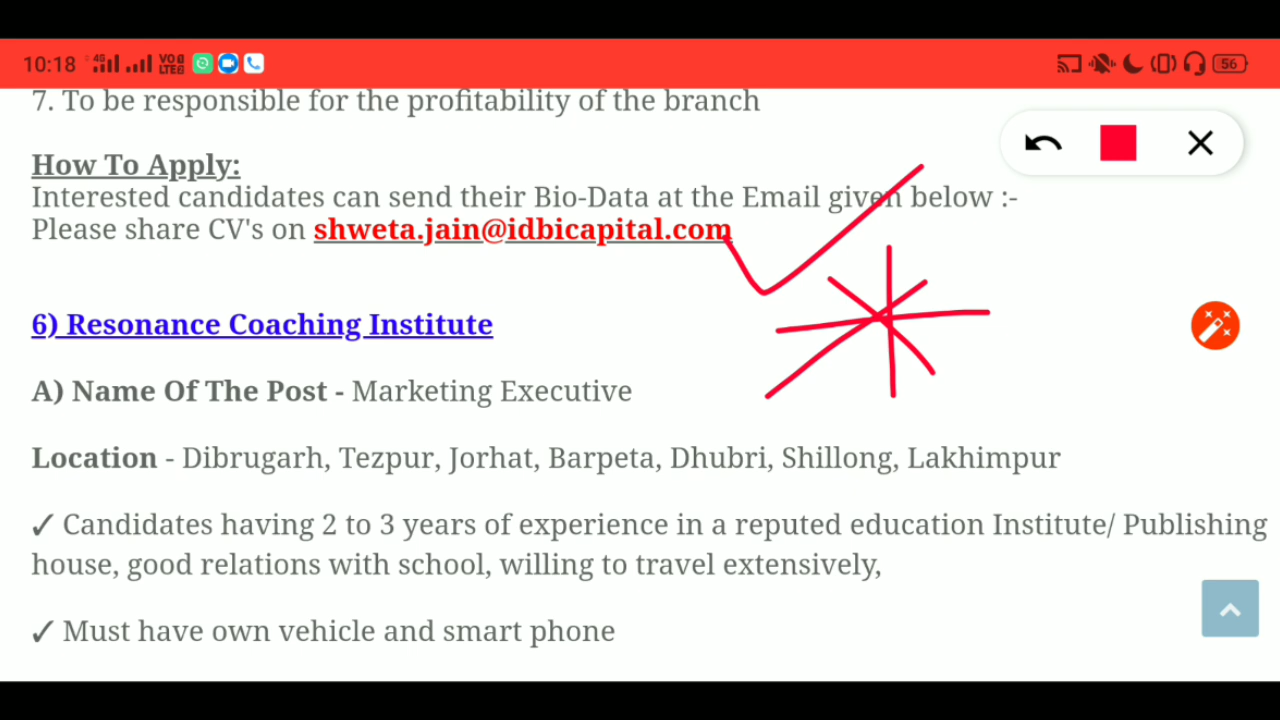 10:18 4G VO LTE 2 56
7. To be responsible for the profitability of the branch
How To Apply:
Interested candidates can send their Bio-Data at the Email given below :-
Please share CV's on shweta.jain@idbicapital.com
6) Resonance Coaching Institute
A) Name Of The Post - Marketing Executive
Location - Dibrugarh, Tezpur, Jorhat, Barpeta, Dhubri, Shillong, Lakhimpur
✓ Candidates having 2 to 3 years of experience in a reputed education Institute/ Publishing
house, good relations with school, willing to travel extensively,
✓ Must have own vehicle and smart phone